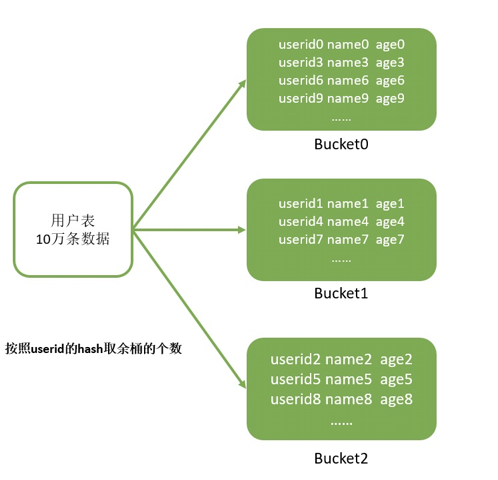 userid0 name0 age0
userid3 name3 age3
userid6 name6 age6
userid9 name9 age9
......
Bucket0
用户表
10万条数据
userid1 name1 age1
userid4 name4 age4
userid7 name7 age7
......
Bucket1
按照userid的hash取余桶的个数
userid2 name2 age2
userid5 name5 age5
userid8 name8 age8
......
Bucket2